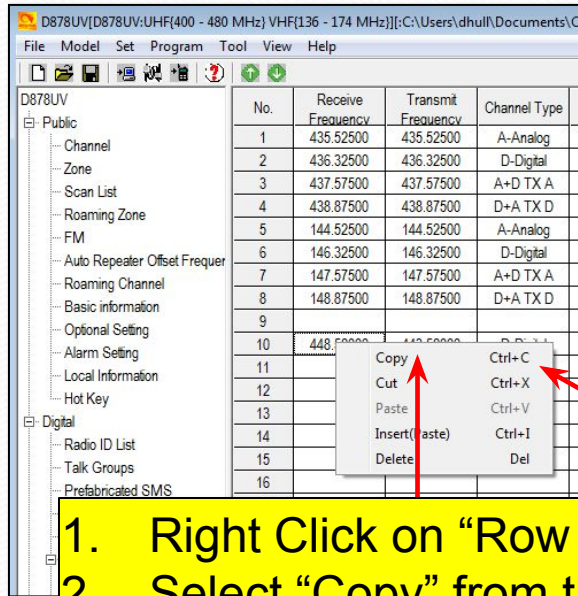 D878UV[D878UV:UHF{400 - 480 MHz} VHF{136 - 174 MHz}][:C:\Users\dhull\Documents\
File Model Set Program Tool View Help
D878UV
Public
Channel
Zone
Scan List
Roaming Zone
FM
Auto Repeater Offset Frequer
Roaming Channel
Basic information
Optional Setting
Alarm Setting
Local Information
Hot Key
Digital
Radio ID List
Talk Groups
Prefabricated SMS
No. Receive Frequency Transmit Frequency Channel Type
1 435.52500 435.52500 A-Analog
2 436.32500 436.32500 D-Digital
3 437.57500 437.57500 A+D TX A
4 438.87500 438.87500 D+A TX D
5 144.52500 144.52500 A-Analog
6 146.32500 146.32500 D-Digital
7 147.57500 147.57500 A+D TX A
8 148.87500 148.87500 D+A TX D
9
10 448.
11
12
13
14
15
16
Copy Ctrl+C
Cut Ctrl+X
Paste Ctrl+V
Insert(Paste) Ctrl+I
Delete Del
1. Right Click on “Row
2. Select “Copy” from t